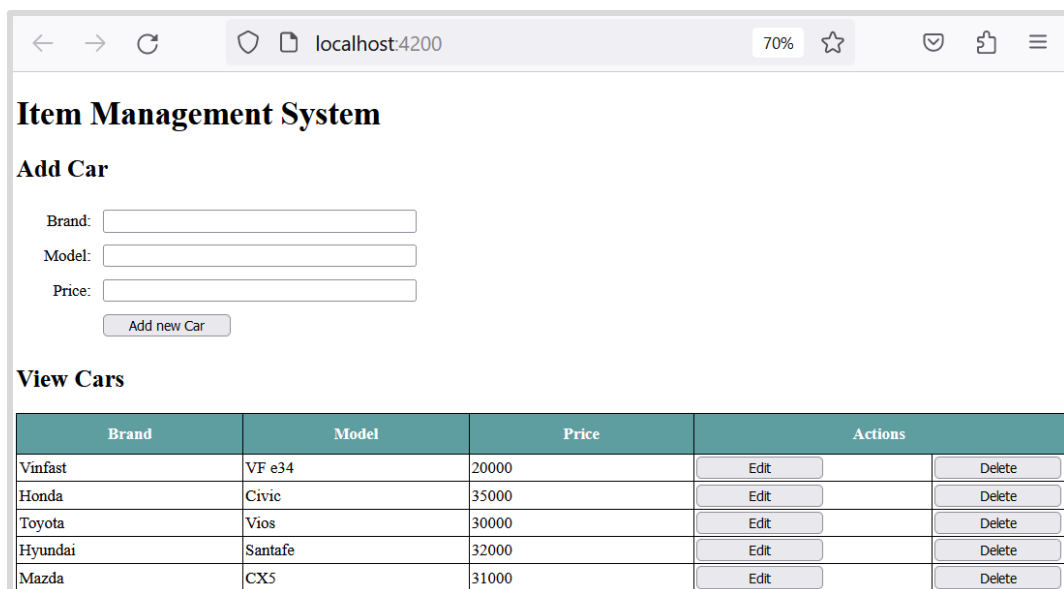 localhost:4200 70%
Item Management System
Add Car
Brand:
Model:
Price:
Add new Car
View Cars
Brand Model Price Actions
Vinfast VF e34 20000 Edit Delete
Honda Civic 35000 Edit Delete
Toyota Vios 30000 Edit Delete
Hyundai Santafe 32000 Edit Delete
Mazda CX5 31000 Edit Delete